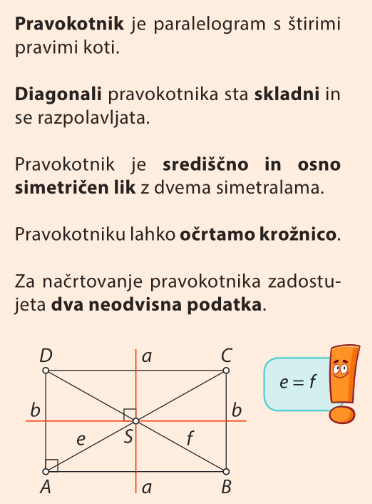 Pravokotnik je paralelogram s štirimi
pravimi koti.
Diagonali pravokotnika sta skladni in
se razpolavljata.
Pravokotnik je središčno in osno
simetričen lik z dvema simetralama.
Pravokotniku lahko očrtamo krožnico.
Za načrtovanje pravokotnika zadostu-
jeta dva neodvisna podatka.
D a C
e = f
b b
e S f
A a B